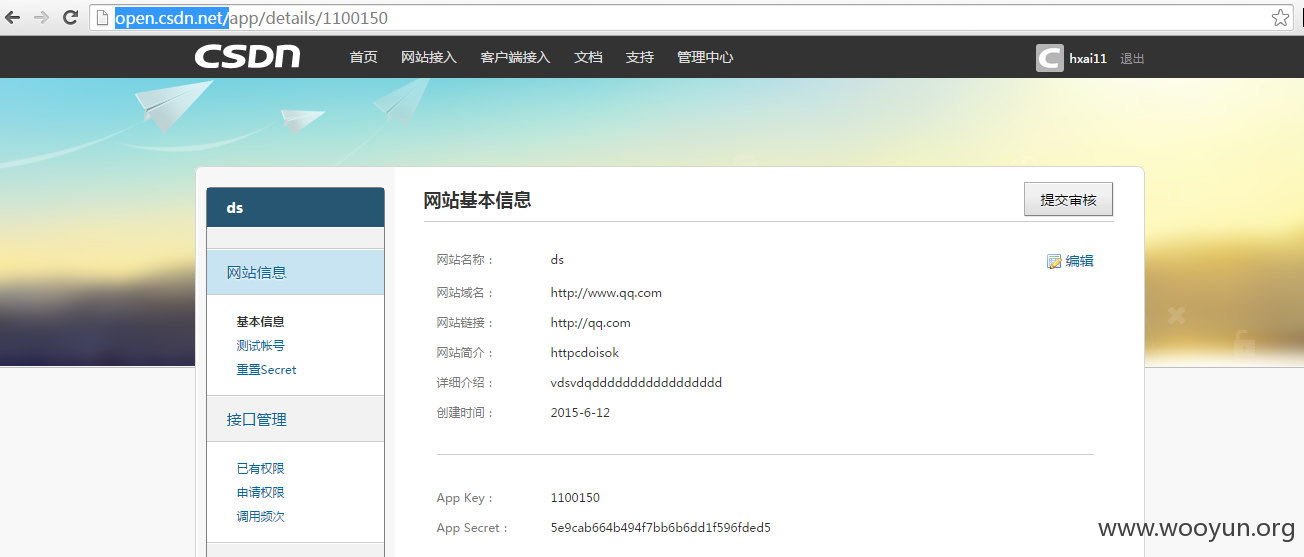 open.csdn.net/app/details/1100150
CSDN 首页 网站接入 客户端接入 文档 支持 管理中心 hxai11 退出
ds
网站信息
基本信息
测试帐号
重置Secret
接口管理
已有权限
申请权限
调用频次
网站基本信息 提交审核
网站名称: ds 编辑
网站域名: http://www.qq.com
网站链接: http://qq.com
网站简介: httpcdoisok
详细介绍: vdsvdqdddddddddddddddddd
创建时间: 2015-6-12
App Key: 1100150
App Secret: 5e9cab664b494f7bb6b6dd1f596fded5
www.wooyun.org